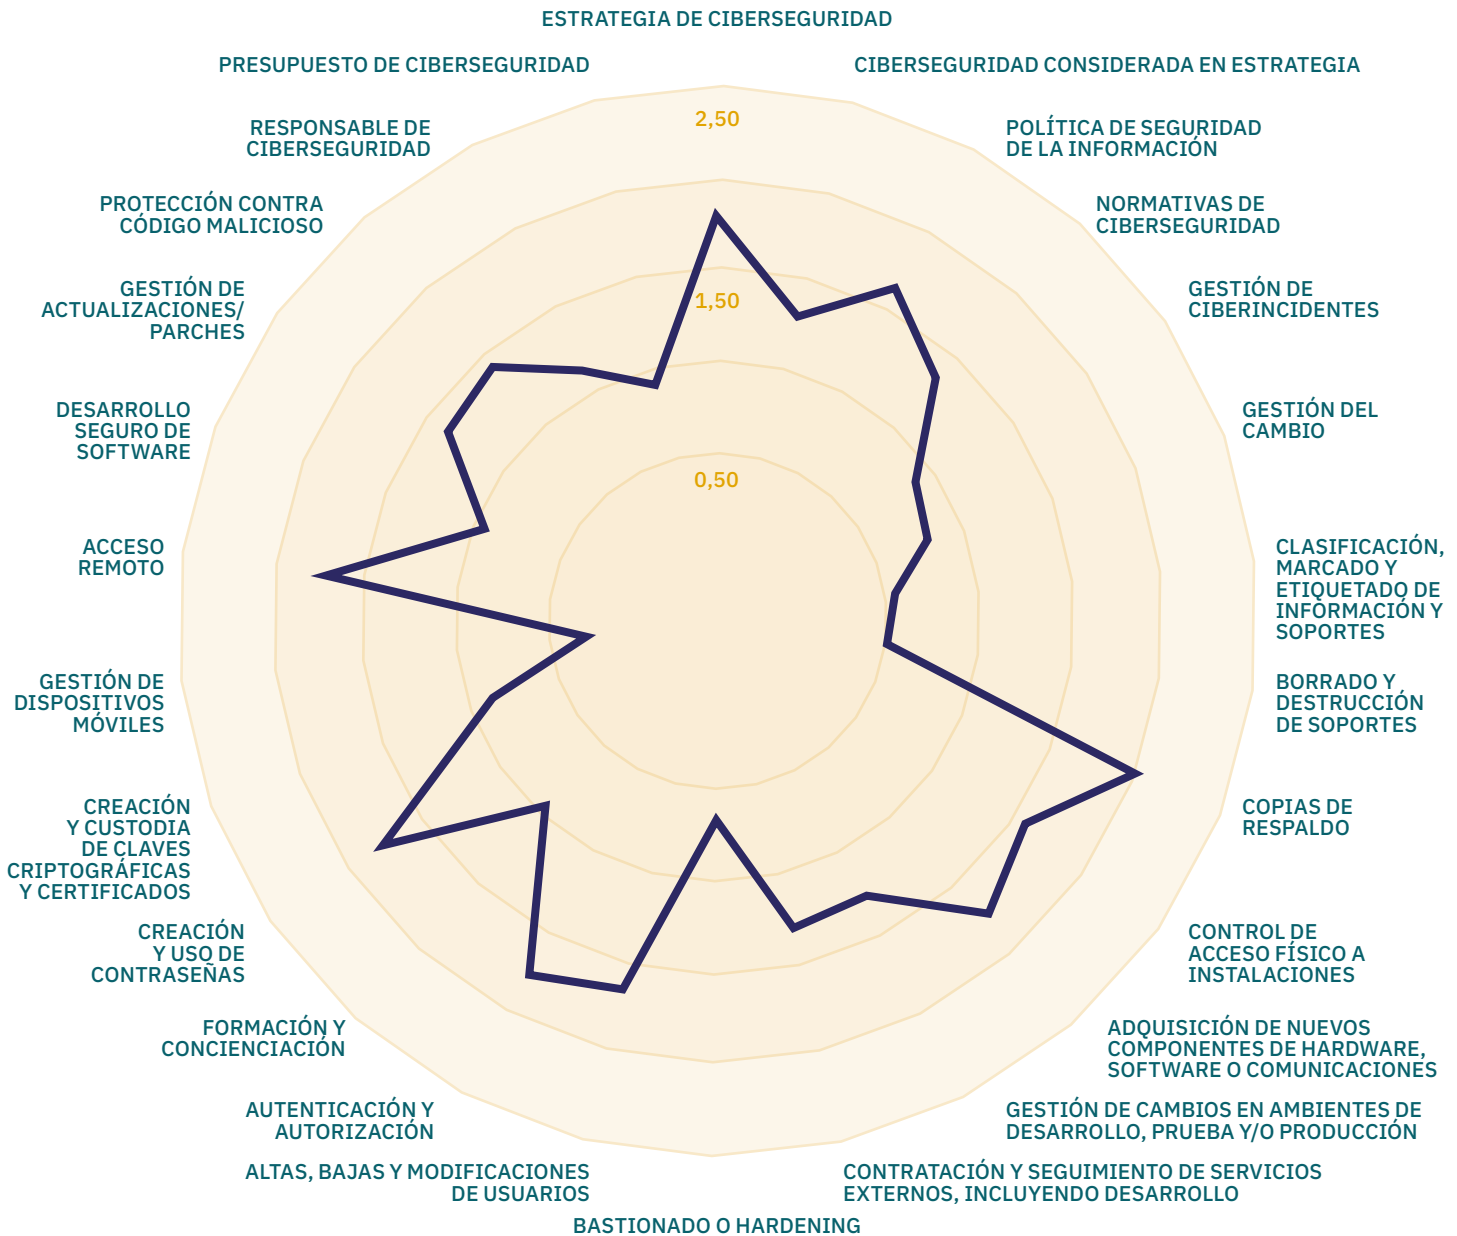 ESTRATEGIA DE CIBERSEGURIDAD
PRESUPUESTO DE CIBERSEGURIDAD
CIBERSEGURIDAD CONSIDERADA EN ESTRATEGIA
2,50
RESPONSABLE DE
CIBERSEGURIDAD
POLÍTICA DE SEGURIDAD
DE LA INFORMACIÓN
PROTECCIÓN CONTRA
CÓDIGO MALICIOSO
NORMATIVAS DE
CIBERSEGURIDAD
GESTIÓN DE
ACTUALIZACIONES/
PARCHES
1,50
GESTIÓN DE
CIBERINCIDENTES
DESARROLLO
SEGURO DE
SOFTWARE
GESTIÓN DEL
CAMBIO
0,50
ACCESO
REMOTO
CLASIFICACIÓN,
MARCADO Y
ETIQUETADO DE
INFORMACIÓN Y
SOPORTES
GESTIÓN DE
DISPOSITIVOS
MÓVILES
BORRADO Y
DESTRUCCIÓN
DE SOPORTES
CREACIÓN
Y CUSTODIA
DE CLAVES
CRIPTOGRÁFICAS
Y CERTIFICADOS
COPIAS DE
RESPALDO
CREACIÓN
Y USO DE
CONTRASEÑAS
CONTROL DE
ACCESO FÍSICO A
INSTALACIONES
FORMACIÓN Y
CONCIENCIACIÓN
ADQUISICIÓN DE NUEVOS
COMPONENTES DE HARDWARE,
SOFTWARE O COMUNICACIONES
AUTENTICACIÓN Y
AUTORIZACIÓN
GESTIÓN DE CAMBIOS EN AMBIENTES DE
DESARROLLO, PRUEBA Y/O PRODUCCIÓN
ALTAS, BAJAS Y MODIFICACIONES
DE USUARIOS
CONTRATACIÓN Y SEGUIMIENTO DE SERVICIOS
EXTERNOS, INCLUYENDO DESARROLLO
BASTIONADO O HARDENING